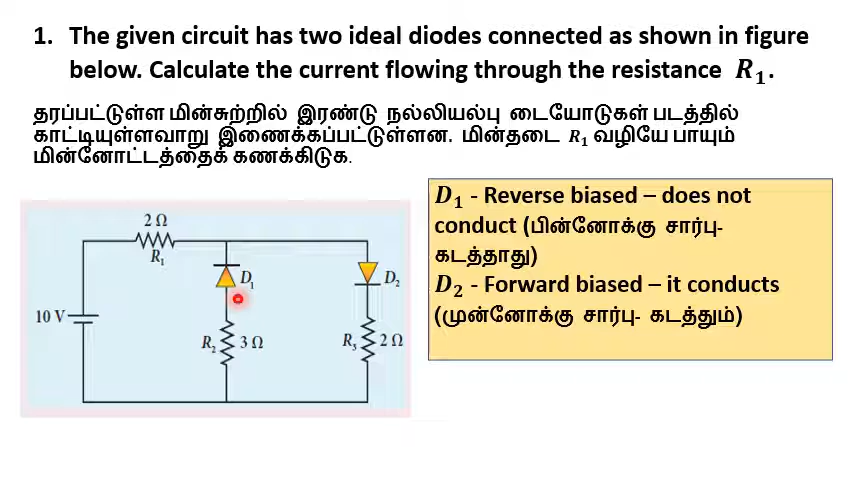 1. The given circuit has two ideal diodes connected as shown in figure
below. Calculate the current flowing through the resistance R₁.
தரப்பட்டுள்ள மின்சுற்றில் இரண்டு நல்லியல்பு டையோடுகள் படத்தில்
காட்டியுள்ளவாறு இணைக்கப்பட்டுள்ளன. மின்தடை R₁ வழியே பாயும்
மின்னோட்டத்தைக் கணக்கிடுக.
D₁ - Reverse biased – does not
conduct (பின்னோக்கு சார்பு-
கடத்தாது)
D₂ - Forward biased – it conducts
(முன்னோக்கு சார்பு- கடத்தும்)
2 Ω
R₁
D₁
D₂
10 V
R₂ 3 Ω
R₃ 2 Ω